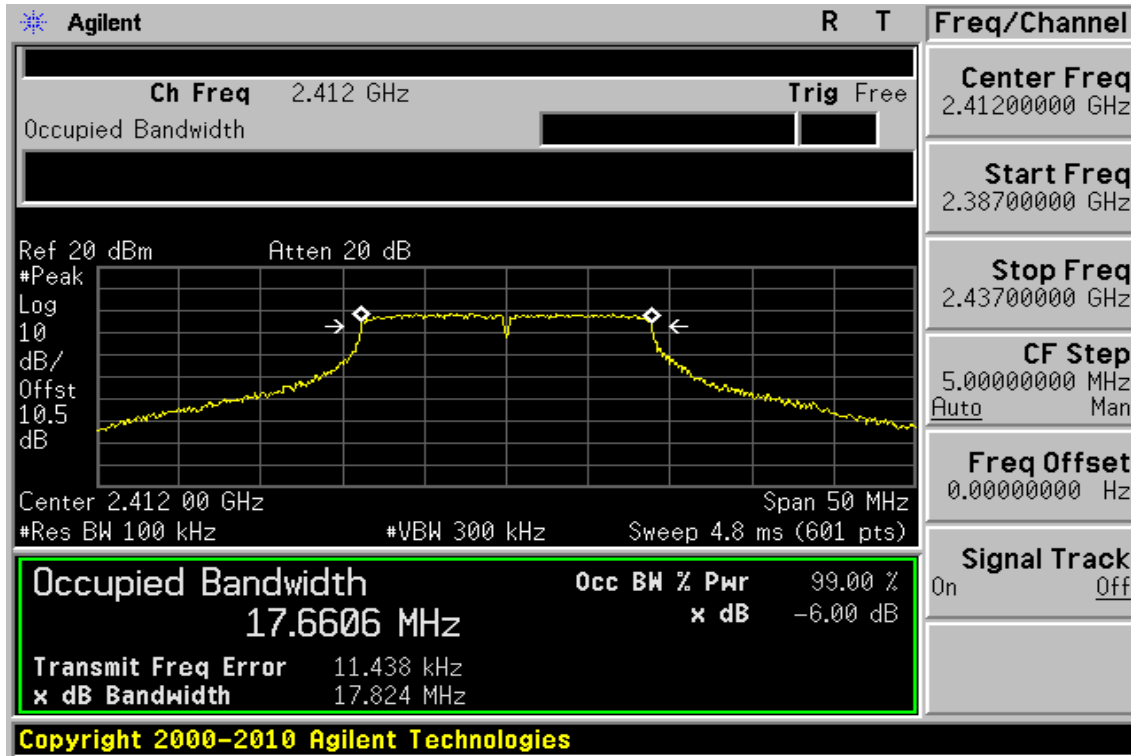 Agilent R T
Freq/Channel
Ch Freq 2.412 GHz Trig Free
Occupied Bandwidth
Center Freq
2.41200000 GHz
Start Freq
2.38700000 GHz
Stop Freq
2.43700000 GHz
CF Step
5.00000000 MHz
Auto Man
Freq Offset
0.00000000 Hz
Signal Track
On Off
Ref 20 dBm Atten 20 dB
#Peak
Log
10
dB/
Offst
10.5
dB
Center 2.412 00 GHz Span 50 MHz
#Res BW 100 kHz #VBW 300 kHz Sweep 4.8 ms (601 pts)
Occupied Bandwidth Occ BW % Pwr 99.00 %
17.6606 MHz x dB -6.00 dB
Transmit Freq Error 11.438 kHz
x dB Bandwidth 17.824 MHz
Copyright 2000-2010 Agilent Technologies